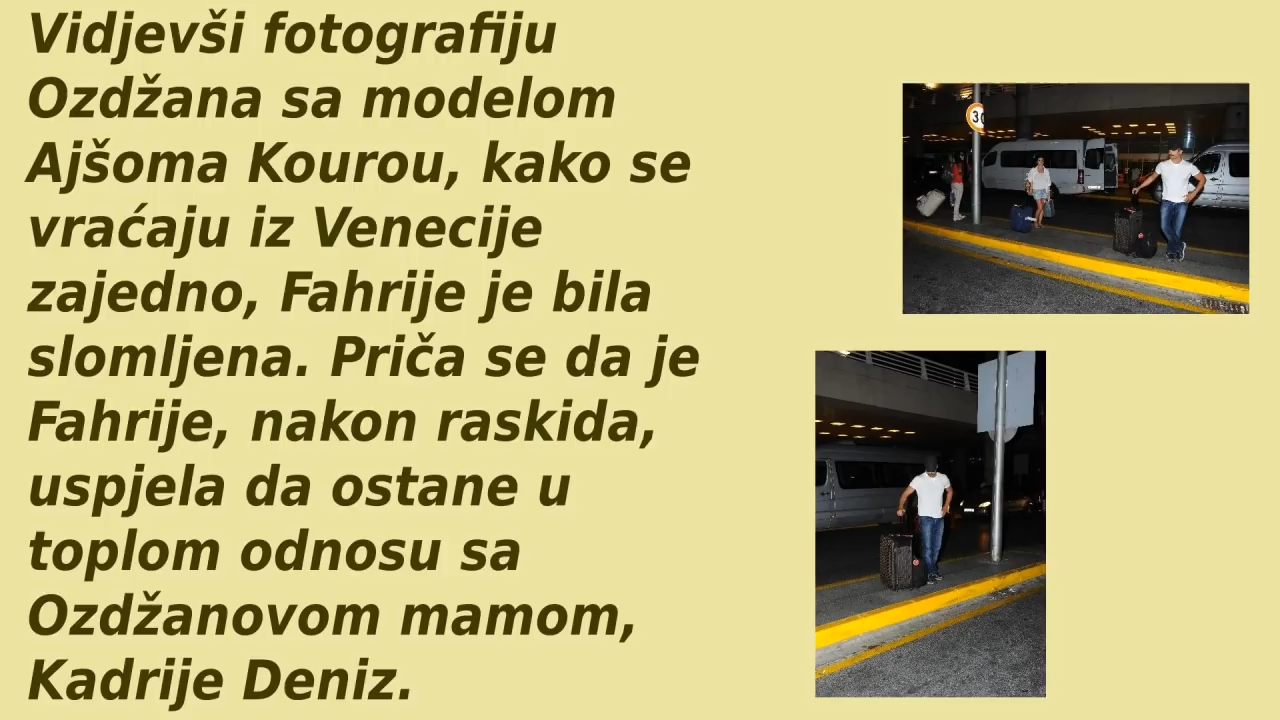 Vidjevši fotografiju
Ozdžana sa modelom
Ajšoma Kourou, kako se
vraćaju iz Venecije
zajedno, Fahrije je bila
slomljena. Priča se da je
Fahrije, nakon raskida,
uspjela da ostane u
toplom odnosu sa
Ozdžanovom mamom,
Kadrije Deniz.
30